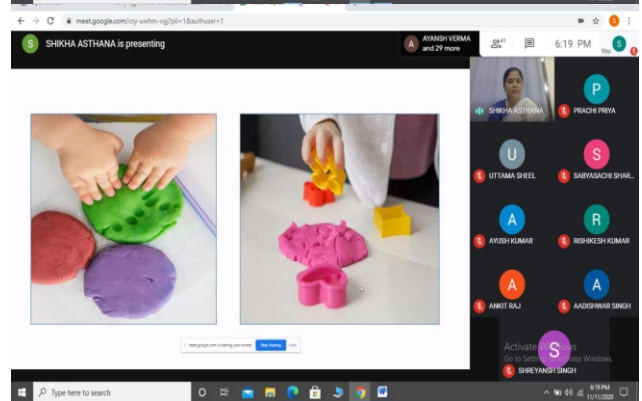 meet.google.com/csy-uwhm-vgj?pli=1&authuser=1
S
S SHIKHA ASTHANA is presenting
A AYANSH VERMA
and 29 more
41
6:19 PM
You
S
SHIKHA ASTHANA
P
PRACHI PRIYA
U
UTTAMA SHEEL
S
SABYASACHI SHAR...
A
AYUSH KUMAR
R
RISHIKESH KUMAR
A
ANKIT RAJ
A
AADISHWAR SINGH
S
SHREYANSH SINGH
meet.google.com is sharing your screen.
Stop sharing
Hide
Activate Windows
Go to Settings to activate Windows.
Type here to search
6:19 PM
11/11/2020